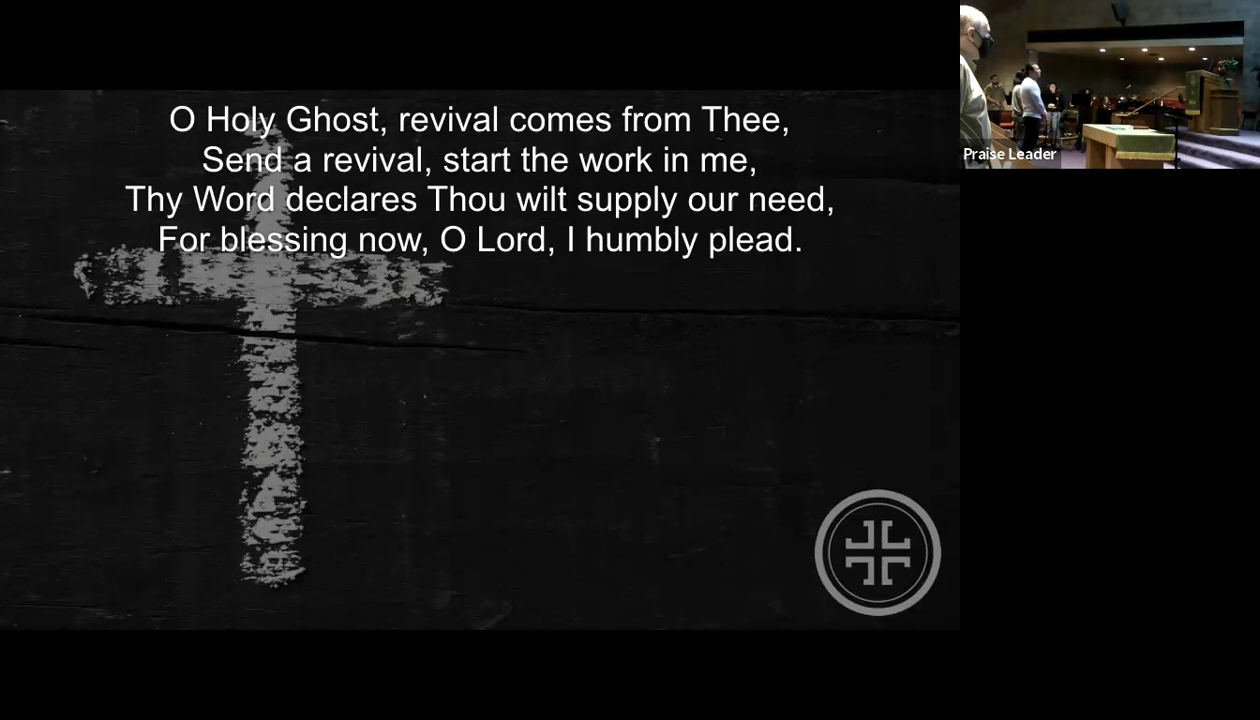 O Holy Ghost, revival comes from Thee,
Send a revival, start the work in me,
Thy Word declares Thou wilt supply our need,
For blessing now, O Lord, I humbly plead.
Praise Leader